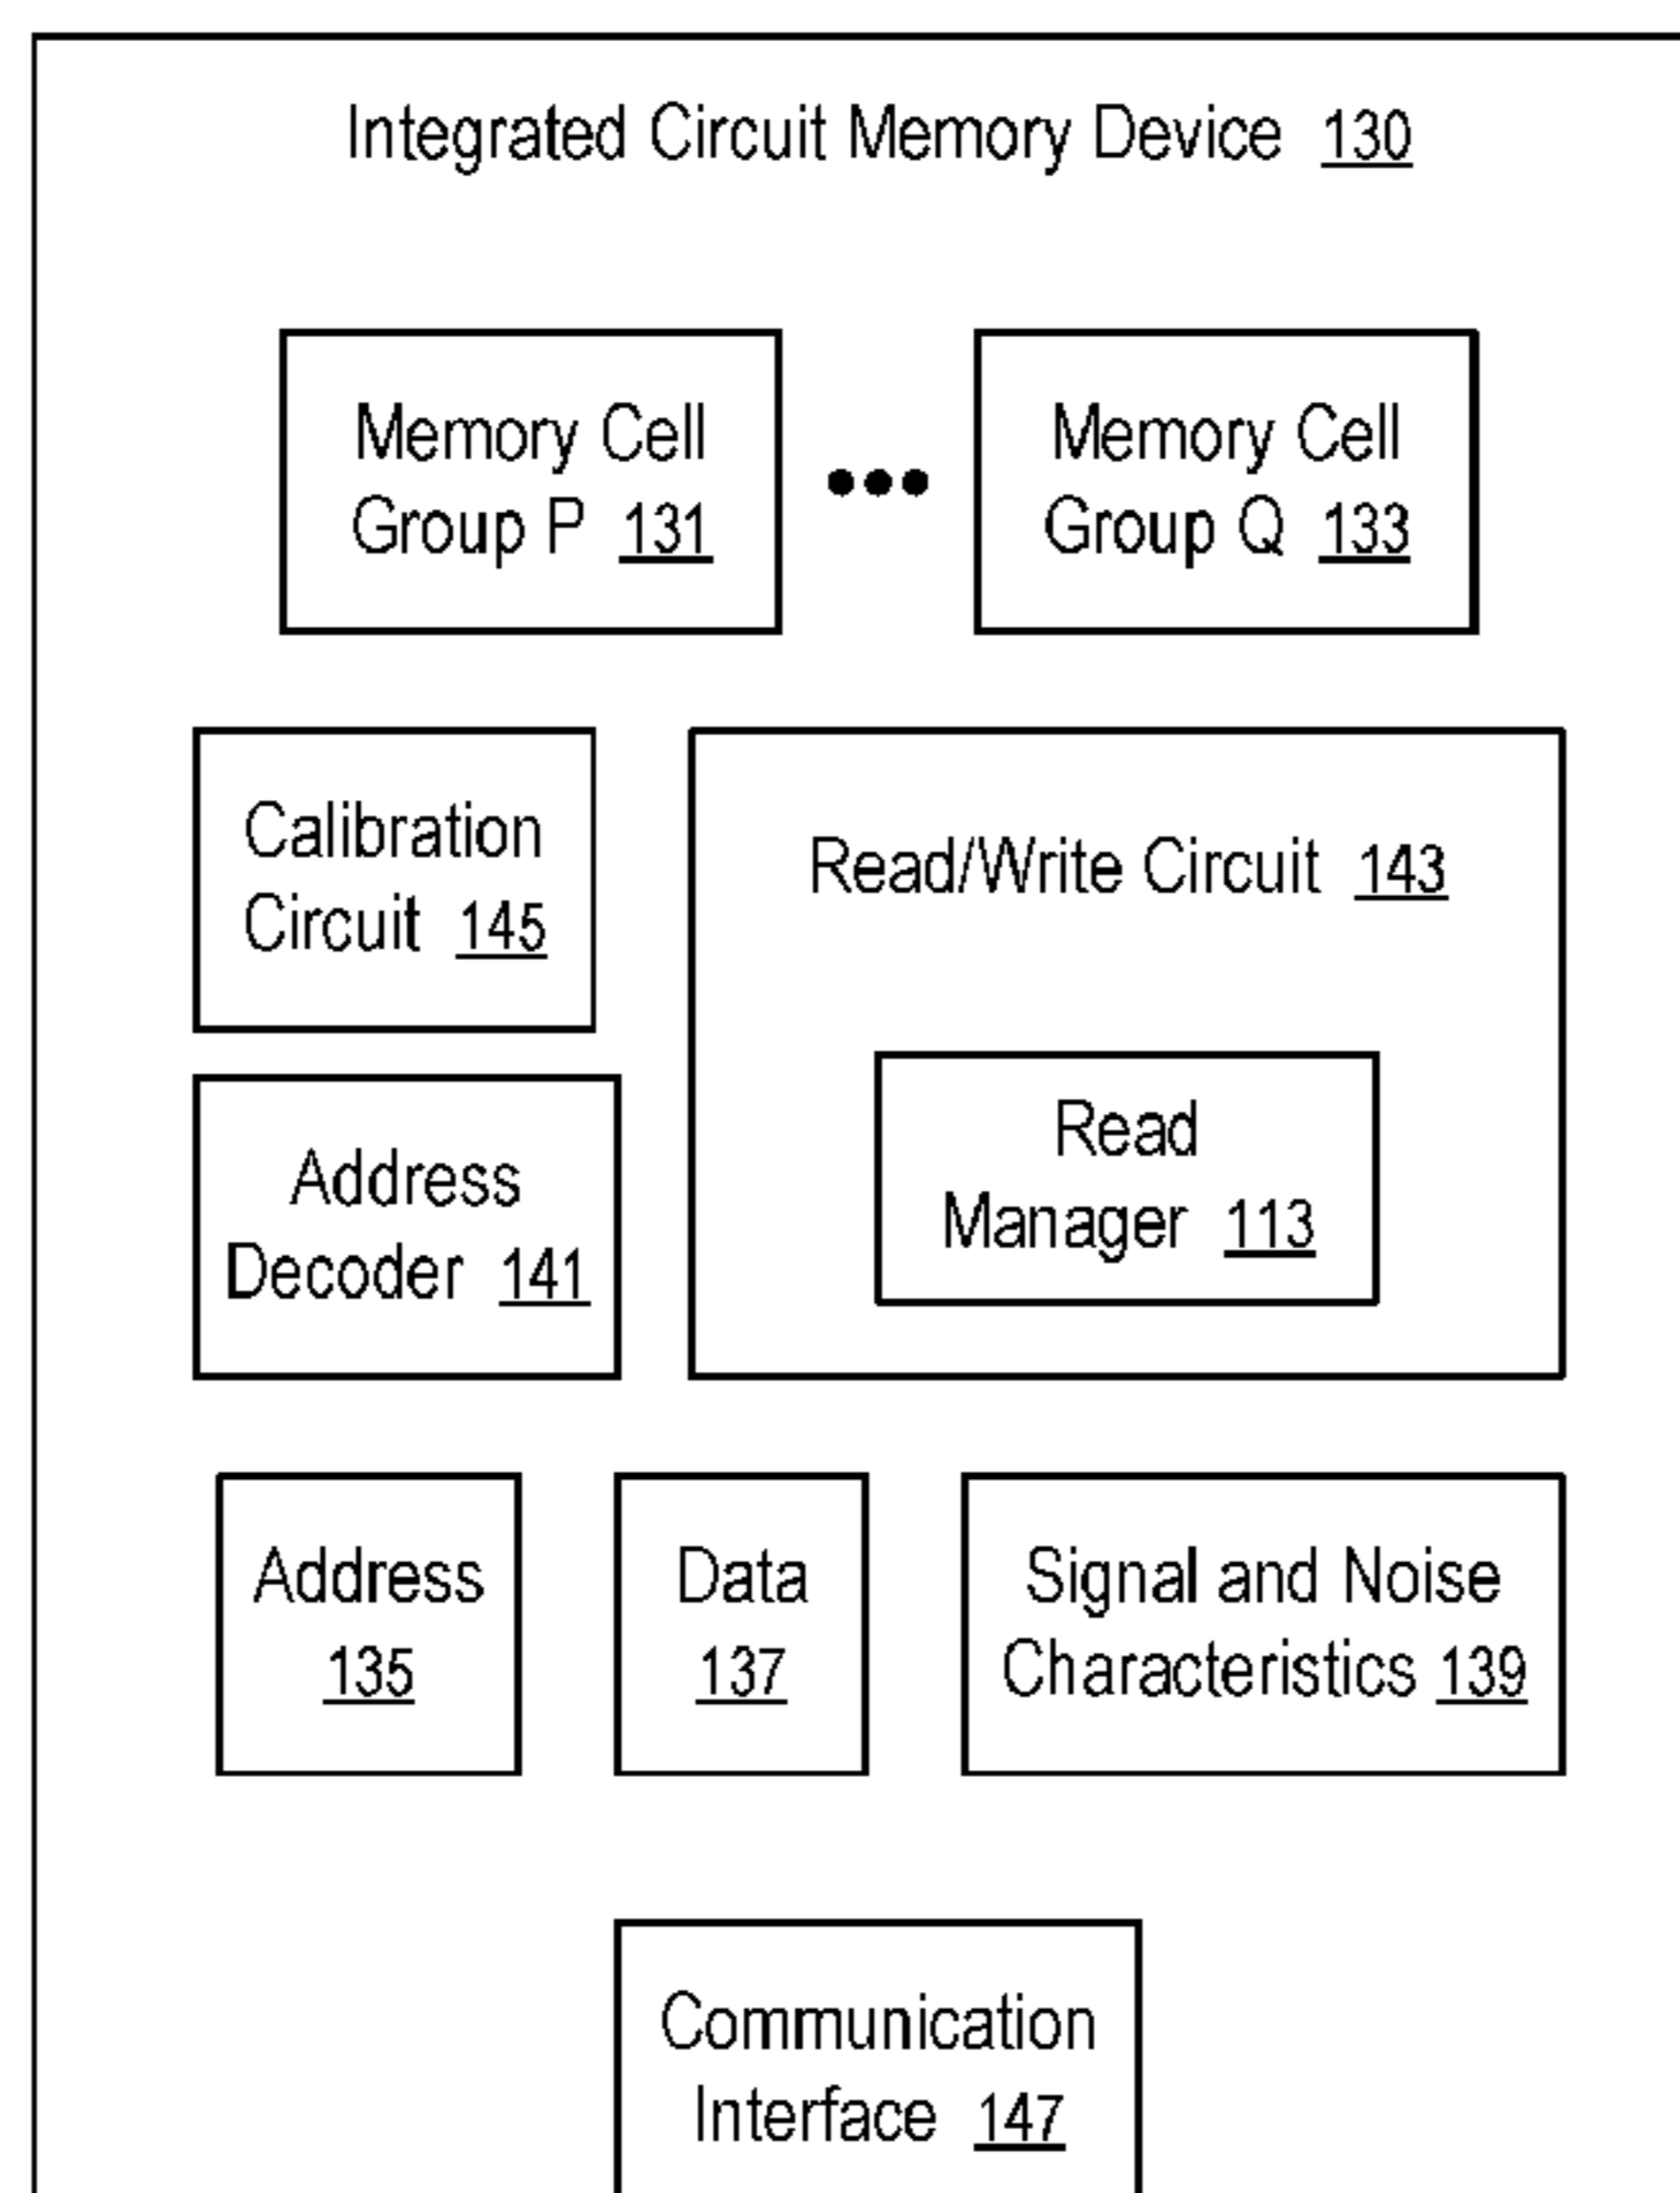 Integrated Circuit Memory Device 130
Memory Cell
Group P 131
Memory Cell
Group Q 133
Calibration
Circuit 145
Read/Write Circuit 143
Read
Manager 113
Address
Decoder 141
Address
135
Data
137
Signal and Noise
Characteristics 139
Communication
Interface 147